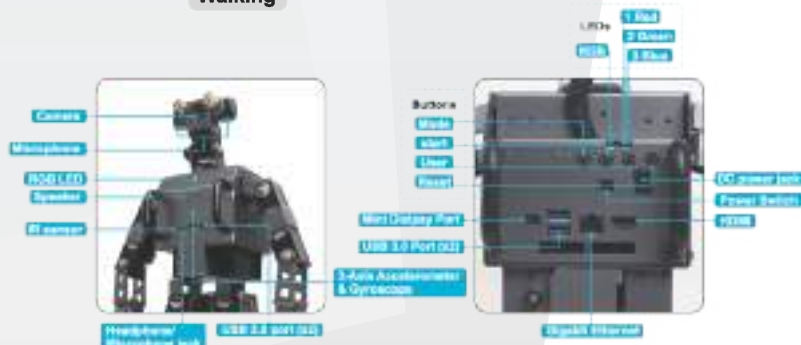 Walking
Camera
Microphone
RGB LED
Speaker
IR sensor
3-Axis Accelerometer
& Gyroscope
Headphone/
Microphone jack
USB 2.0 port (x2)
LEDs
1 Red
2 Green
3 Blue
RGB
Buttons
Mode
start
User
Reset
Mini Display Port
USB 3.0 Port (x2)
DC power jack
Power Switch
HDMI
Gigabit Ethernet